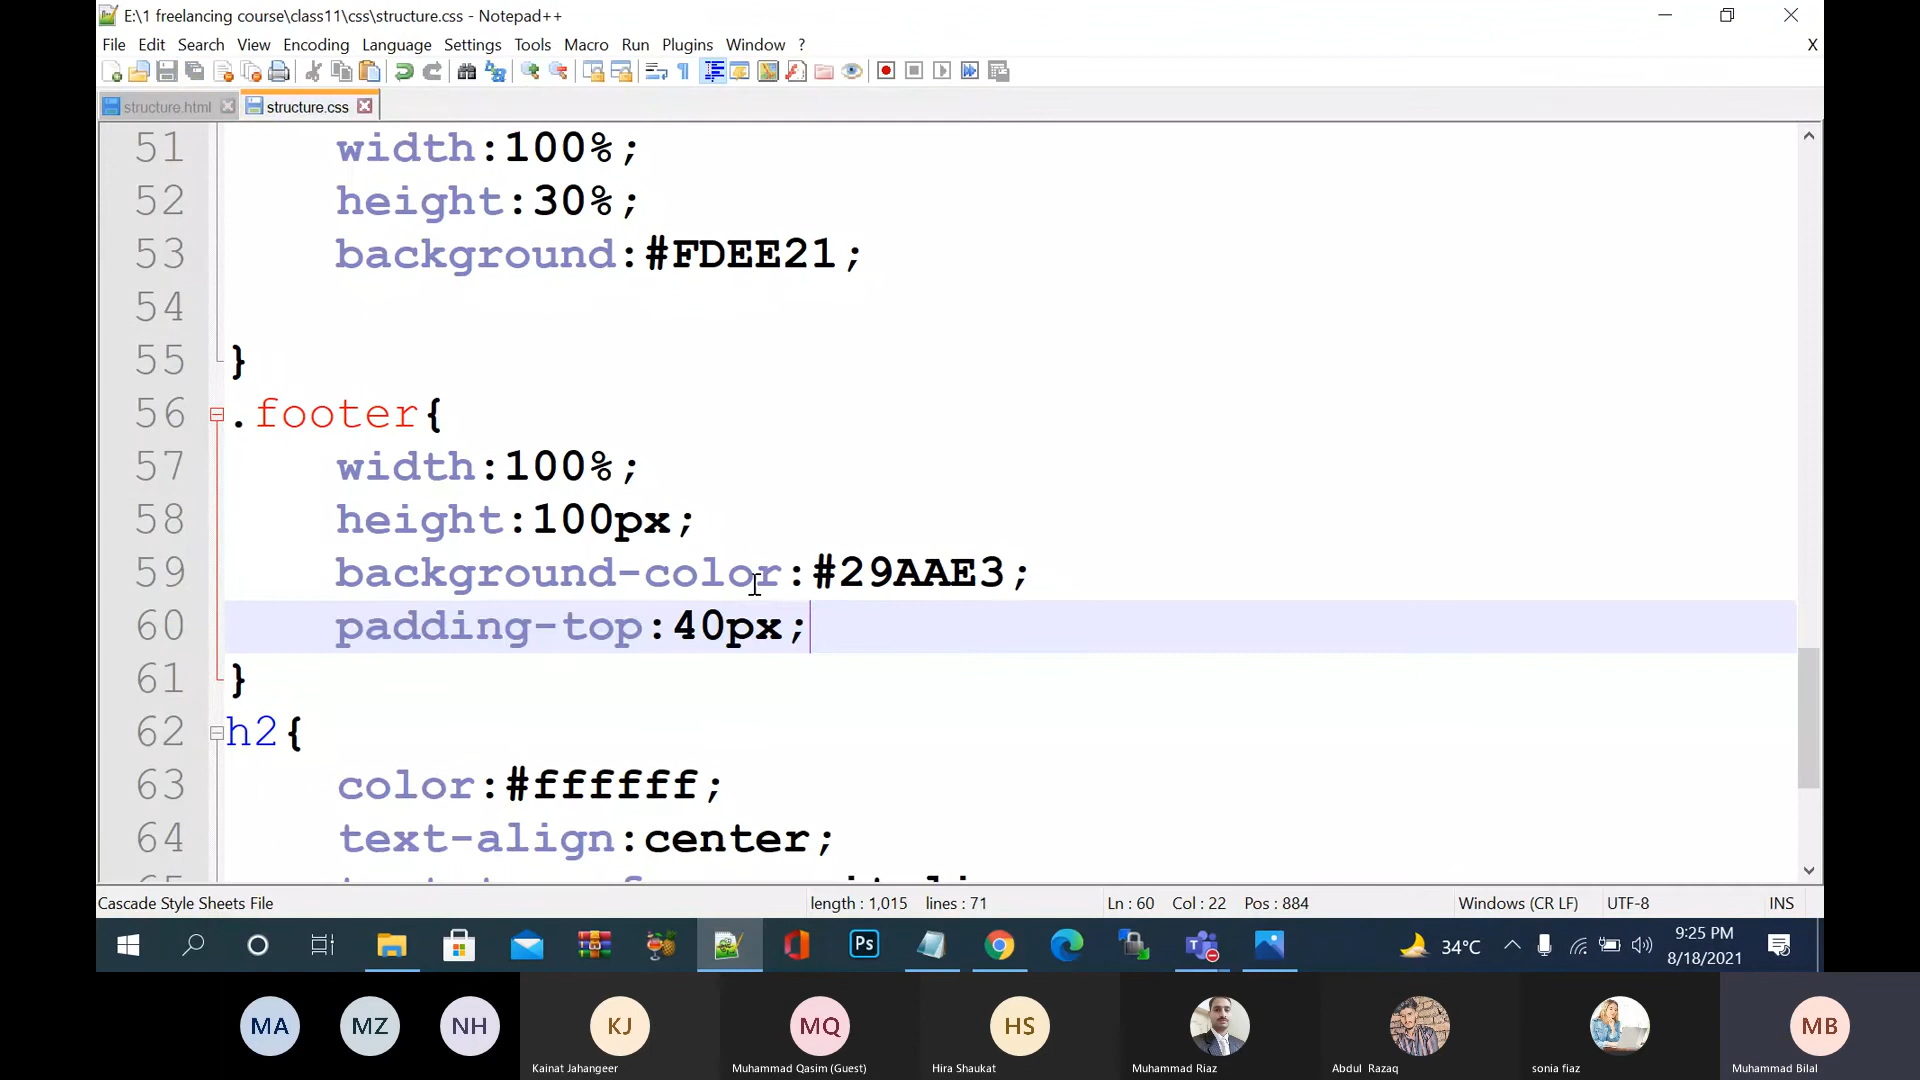 E:\1 freelancing course\class11\css\structure.css - Notepad++
File Edit Search View Encoding Language Settings Tools Macro Run Plugins Window ? X
structure.html structure.css
51 width:100%;
52 height:30%;
53 background:#FDEE21;
54
55 }
56 .footer{
57 width:100%;
58 height:100px;
59 background-color:#29AAE3;
60 padding-top:40px;
61 }
62 h2{
63 color:#ffffff;
64 text-align:center;
Cascade Style Sheets File length : 1,015 lines : 71 Ln : 60 Col : 22 Pos : 884 Windows (CR LF) UTF-8 INS
Ps 34°C 9:25 PM
8/18/2021
MA MZ NH KJ MQ HS MB
Kainat Jahangeer Muhammad Qasim (Guest) Hira Shaukat Muhammad Riaz Abdul Razaq sonia fiaz Muhammad Bilal